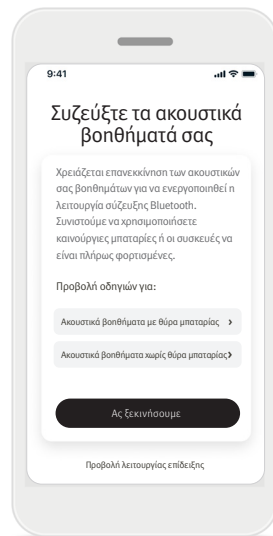 9:41
Συζεύξτε τα ακουστικά
βοηθήματά σας
Χρειάζεται επανεκκίνηση των ακουστικών
σας βοηθημάτων για να ενεργοποιηθεί η
λειτουργία σύζευξης Bluetooth.
Συνιστούμε να χρησιμοποιήσετε
καινούργιες μπαταρίες ή οι συσκευές να
είναι πλήρως φορτισμένες.
Προβολή οδηγιών για:
Ακουστικά βοηθήματα με θύρα μπαταρίας ›
Ακουστικά βοηθήματα χωρίς θύρα μπαταρίας›
Ας ξεκινήσουμε
Προβολή λειτουργίας επίδειξης